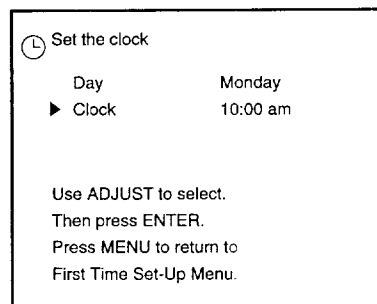 Set the clock
Day Monday
▶ Clock 10:00 am
Use ADJUST to select.
Then press ENTER.
Press MENU to return to
First Time Set-Up Menu.